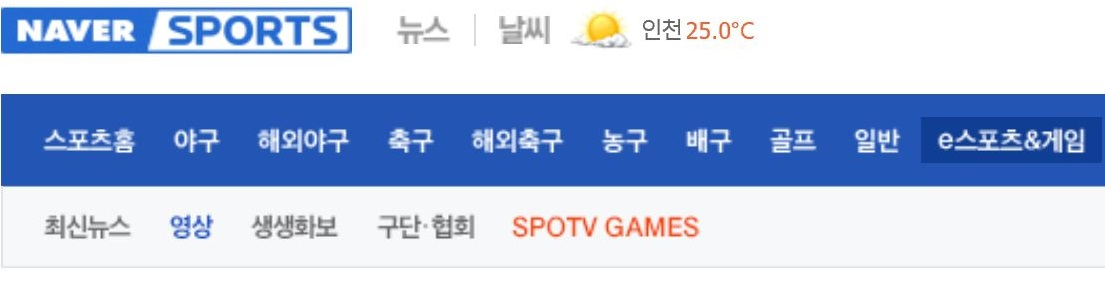 NAVER SPORTS 뉴스 날씨 인천 25.0°C
스포츠홈 야구 해외야구 축구 해외축구 농구 배구 골프 일반 e스포츠&게임
최신뉴스 영상 생생화보 구단·협회 SPOTV GAMES